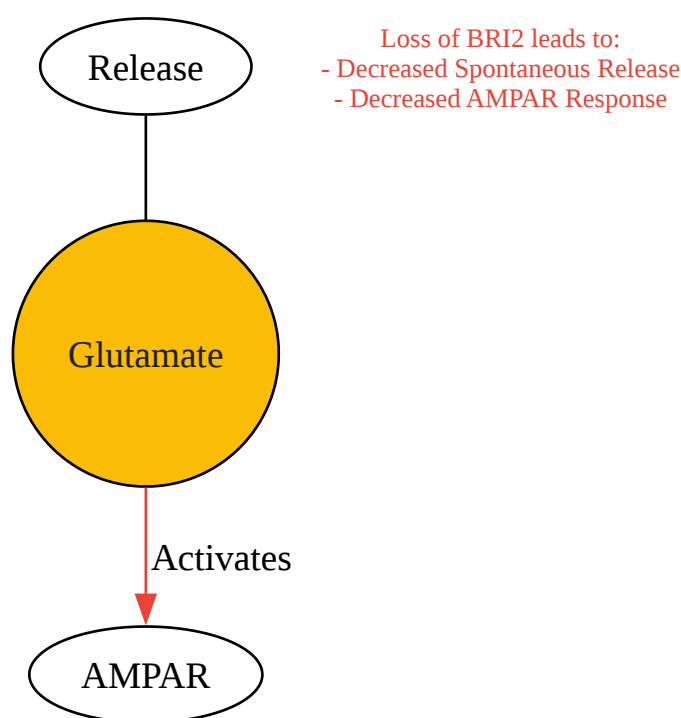 Release
Loss of BRI2 leads to:
- Decreased Spontaneous Release
- Decreased AMPAR Response
Glutamate
Activates
AMPAR